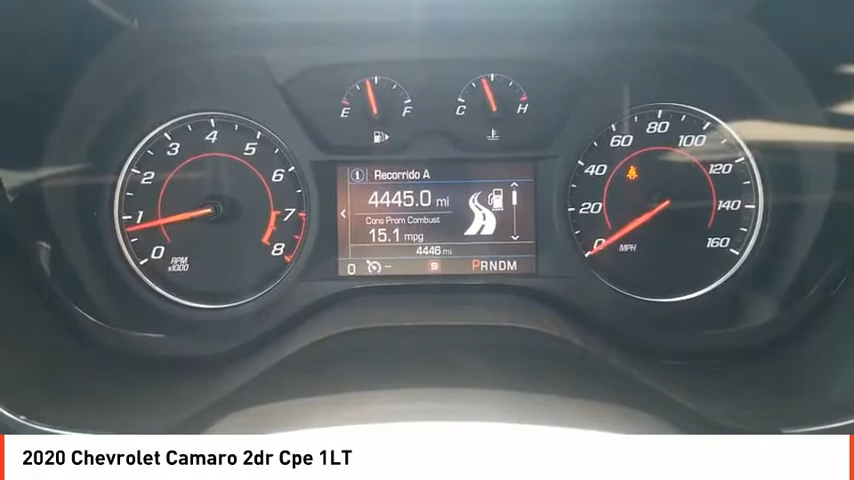 E F
C H
0 1 2 3 4 5 6 7 8
RPM
x1000
Recorrido A
4445.0 mi
Cons Prom Combust
15.1 mpg
4446 mi
0 -- S PRNDM
0 20 40 60 80 100 120 140 160
MPH
2020 Chevrolet Camaro 2dr Cpe 1LT